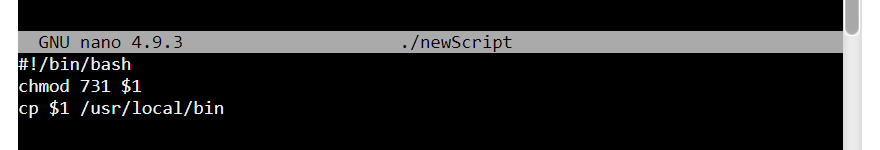 GNU nano 4.9.3 ./newScript
#!/bin/bash
chmod 731 $1
cp $1 /usr/local/bin